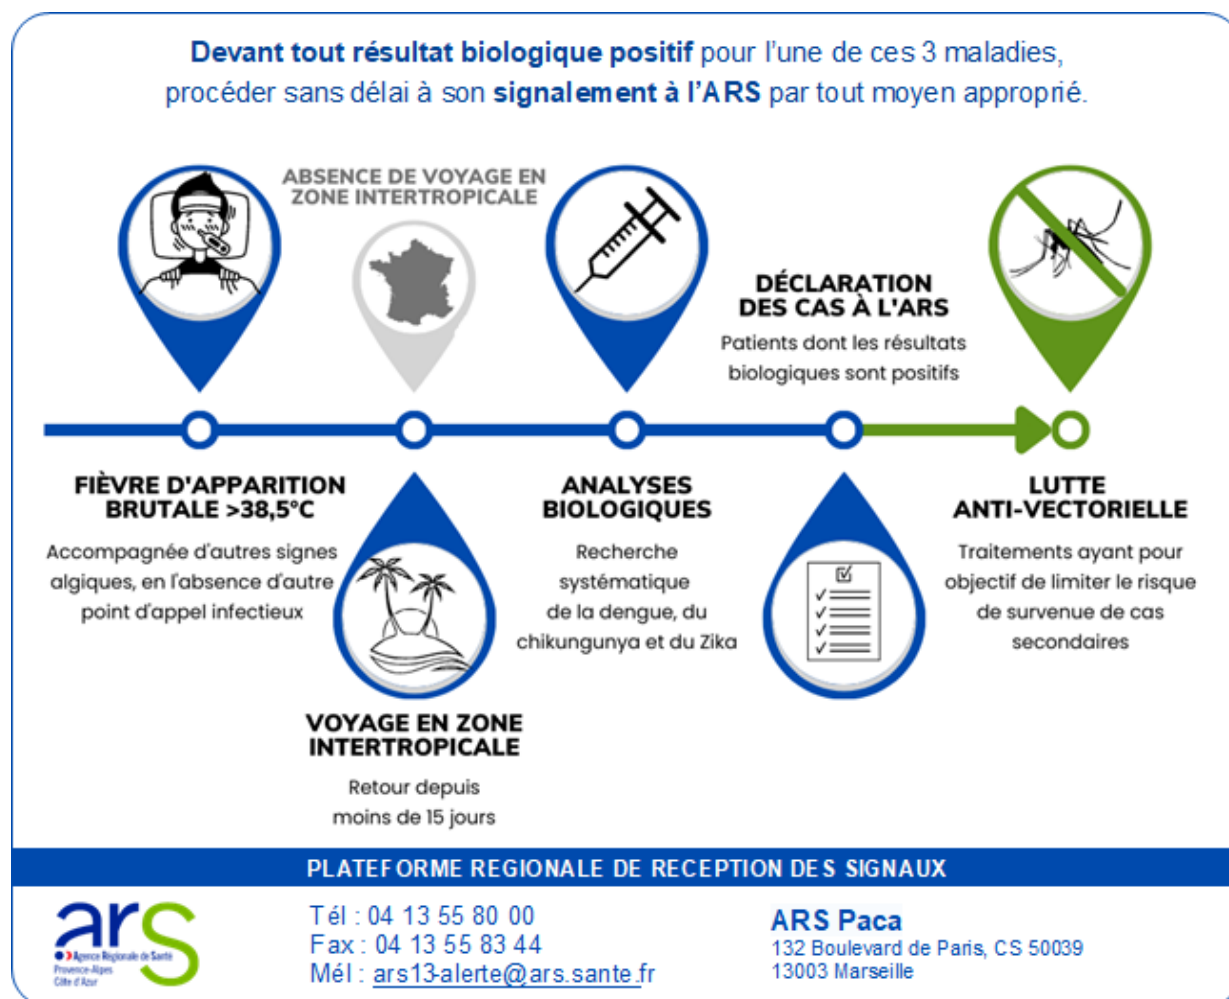 Devant tout résultat biologique positif pour l'une de ces 3 maladies,
procéder sans délai à son signalement à l'ARS par tout moyen approprié.
ABSENCE DE VOYAGE EN
ZONE INTERTROPICALE
DÉCLARATION
DES CAS À L'ARS
Patients dont les résultats
biologiques sont positifs
FIÈVRE D'APPARITION
BRUTALE >38,5°C
Accompagnée d'autres signes
algiques, en l'absence d'autre
point d'appel infectieux
VOYAGE EN ZONE
INTERTROPICALE
Retour depuis
moins de 15 jours
ANALYSES
BIOLOGIQUES
Recherche
systématique
de la dengue, du
chikungunya et du Zika
LUTTE
ANTI-VECTORIELLE
Traitements ayant pour
objectif de limiter le risque
de survenue de cas
secondaires
PLATEFORME REGIONALE DE RECEPTION DES SIGNAUX
ars
Agence Régionale de Santé
Provence-Alpes
Côte d'Azur
Tél : 04 13 55 80 00
Fax : 04 13 55 83 44
Mél : ars13-alerte@ars.sante.fr
ARS Paca
132 Boulevard de Paris, CS 50039
13003 Marseille